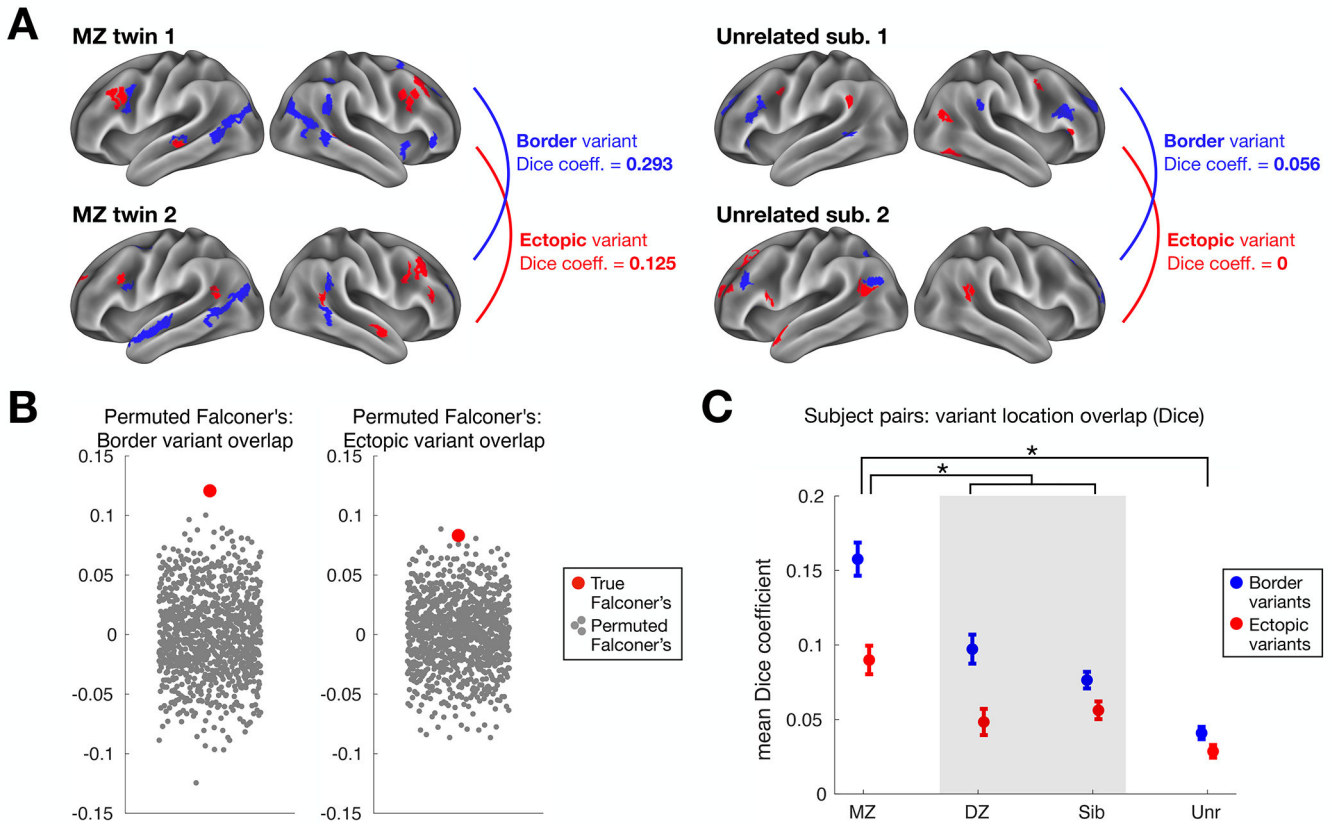 A
MZ twin 1
Unrelated sub. 1
Border variant
Dice coeff. = 0.293
Border variant
Dice coeff. = 0.056
MZ twin 2
Unrelated sub. 2
Ectopic variant
Dice coeff. = 0.125
Ectopic variant
Dice coeff. = 0
B
Permuted Falconer's:
Border variant overlap
0.15
0.1
0.05
0
-0.05
-0.1
-0.15
Permuted Falconer's:
Ectopic variant overlap
0.15
0.1
0.05
0
-0.05
-0.1
-0.15
True
Falconer's
Permuted
Falconer's
C
Subject pairs: variant location overlap (Dice)
*
*
mean Dice coefficient
0.2
0.15
0.1
0.05
0
MZ
DZ
Sib
Unr
Border
variants
Ectopic
variants